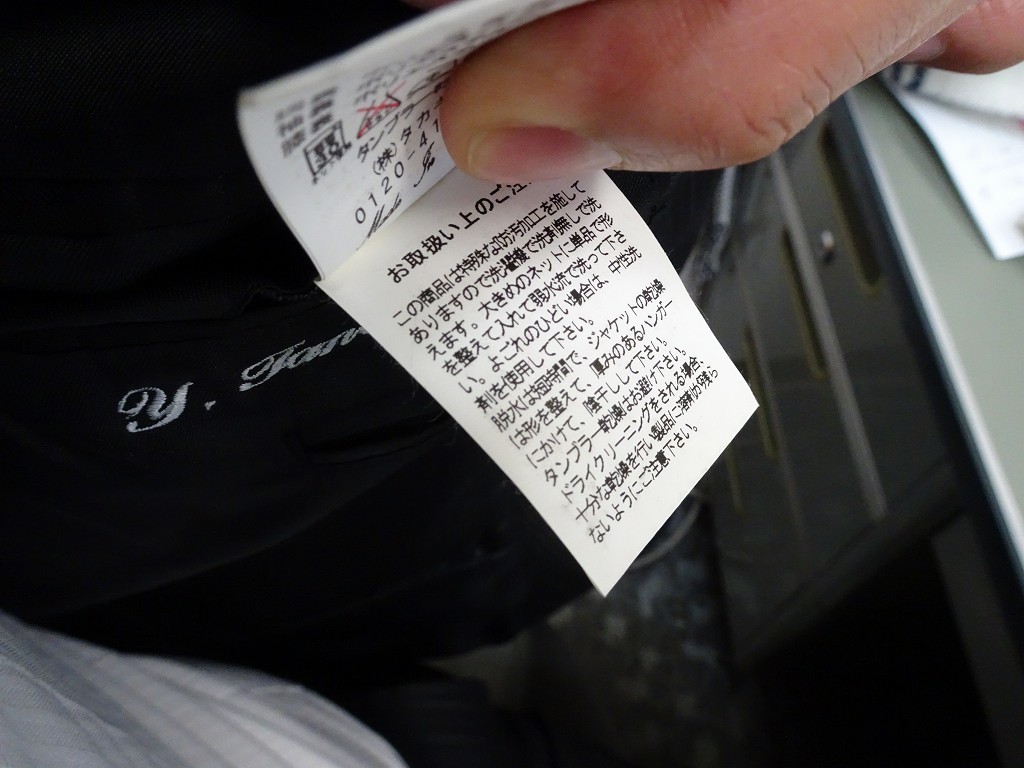 タンブラー
(株)タカ
0120-41
Made
お取扱い上のご注
この商品は特殊な防汚加工を施して
ありますので洗濯機で洗剤無しで洗
えます。大きめのネットに単品で形
を整えて入れて弱水流で洗って下さ
い。よごれのひどい場合は、中性洗
剤を使用して下さい。
脱水は短時間で、ジャケットの乾燥
は形を整えて、厚みのあるハンガー
にかけて、陰干しして下さい。
タンブラー乾燥はお避け下さい。
ドライクリーニングをされる場合、
十分な乾燥を行い製品に溶剤が残ら
ないようにご注意下さい。
Y. Tana